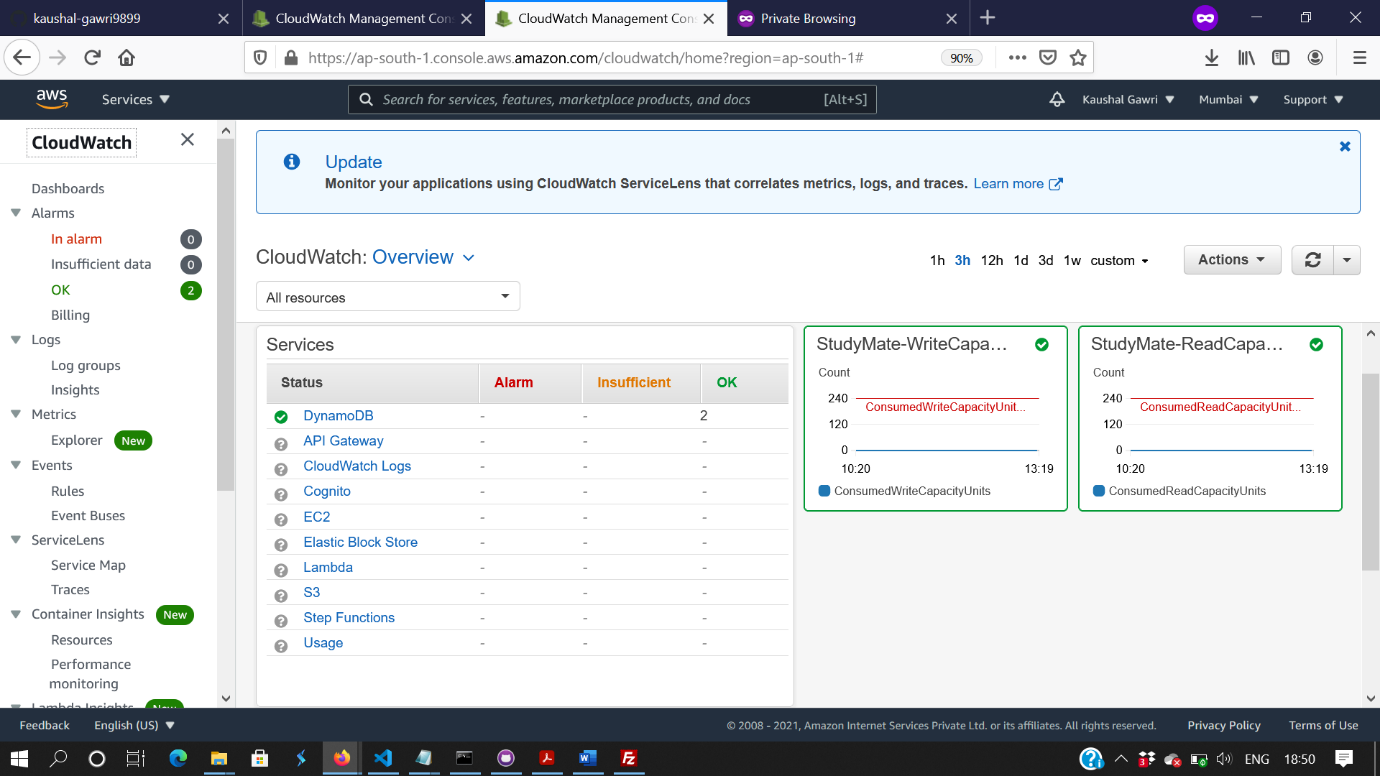 kaushal-gawri9899
CloudWatch Management Con
CloudWatch Management Con
Private Browsing
https://ap-south-1.console.aws.amazon.com/cloudwatch/home?region=ap-south-1#
90%
aws
Services
Search for services, features, marketplace products, and docs
[Alt+S]
Kaushal Gawri
Mumbai
Support
CloudWatch
Dashboards
Alarms
In alarm
0
Insufficient data
0
OK
2
Billing
Logs
Log groups
Insights
Metrics
Explorer
New
Events
Rules
Event Buses
ServiceLens
Service Map
Traces
Container Insights
New
Resources
Performance
monitoring
Lambda Insights
New
Update
Monitor your applications using CloudWatch ServiceLens that correlates metrics, logs, and traces. Learn more
CloudWatch: Overview
1h 3h 12h 1d 3d 1w custom
Actions
All resources
Services
Status Alarm Insufficient OK
DynamoDB - - 2
API Gateway - - -
CloudWatch Logs - - -
Cognito - - -
EC2 - - -
Elastic Block Store - - -
Lambda - - -
S3 - - -
Step Functions - - -
Usage - - -
StudyMate-WriteCapa...
Count
240
ConsumedWriteCapacityUnit...
120
0
10:20 13:19
ConsumedWriteCapacityUnits
StudyMate-ReadCapa...
Count
240
ConsumedReadCapacityUnit...
120
0
10:20 13:19
ConsumedReadCapacityUnits
Feedback
English (US)
© 2008 - 2021, Amazon Internet Services Private Ltd. or its affiliates. All rights reserved.
Privacy Policy
Terms of Use
3
ENG
18:50